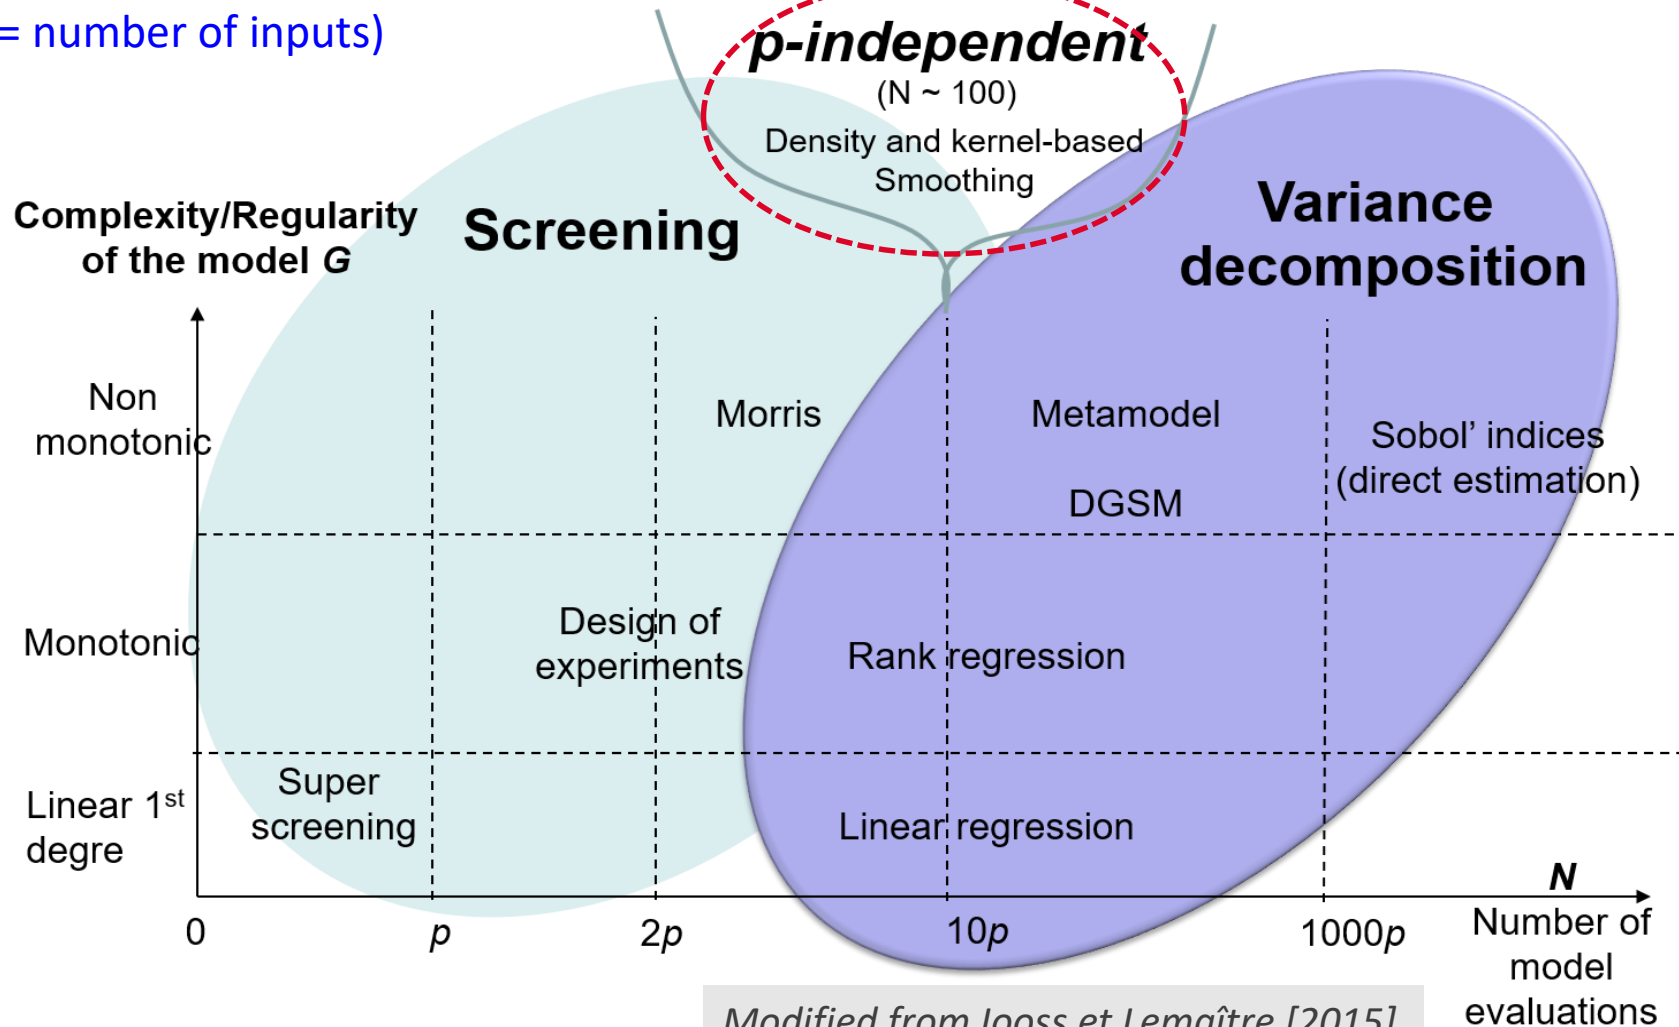 = number of inputs)
p-independent
(N ~ 100)
Density and kernel-based
Smoothing
Complexity/Regularity
of the model G
Screening
Variance
decomposition
Non
monotonic
Morris
Metamodel
DGSM
Sobol’ indices
(direct estimation)
Monotonic
Design of
experiments
Rank regression
Linear 1st
degre
Super
screening
Linear regression
N
0
p
2p
10p
1000p
Number of
model
evaluations
Modified from Iooss et Lemaître [2015]